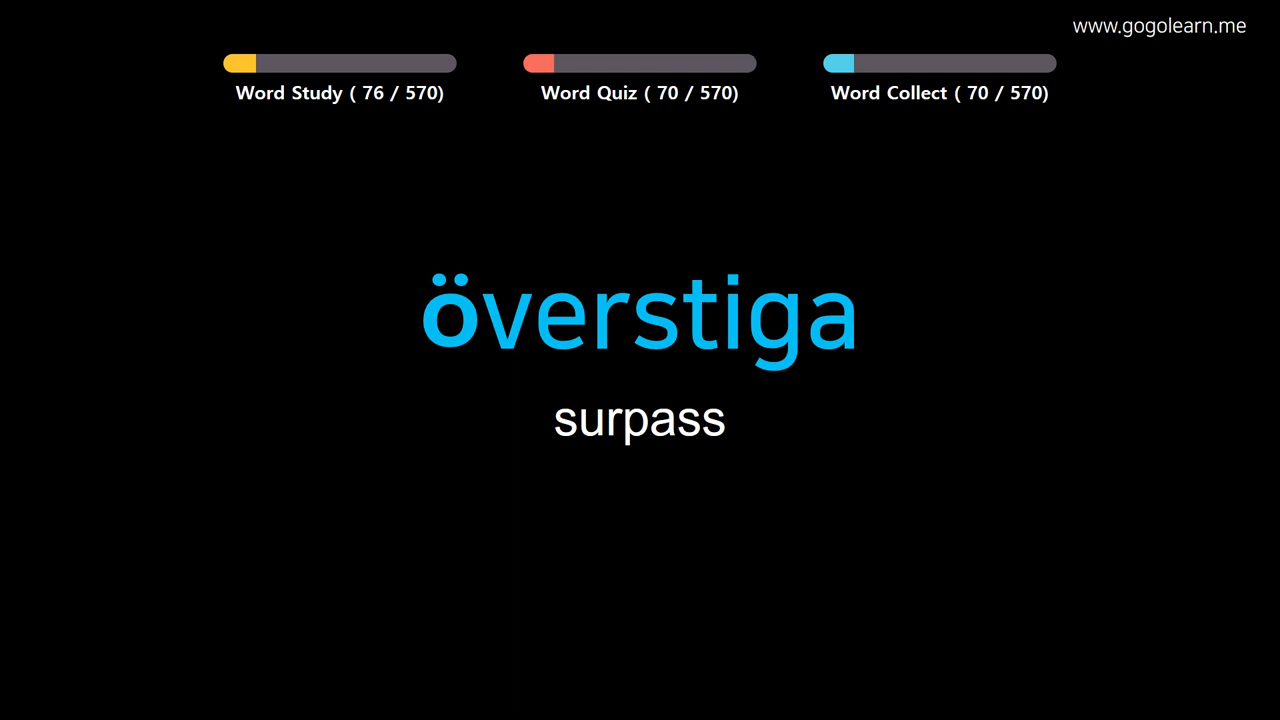 www.gogolearn.me
Word Study ( 76 / 570)
Word Quiz ( 70 / 570)
Word Collect ( 70 / 570)
överstiga
surpass